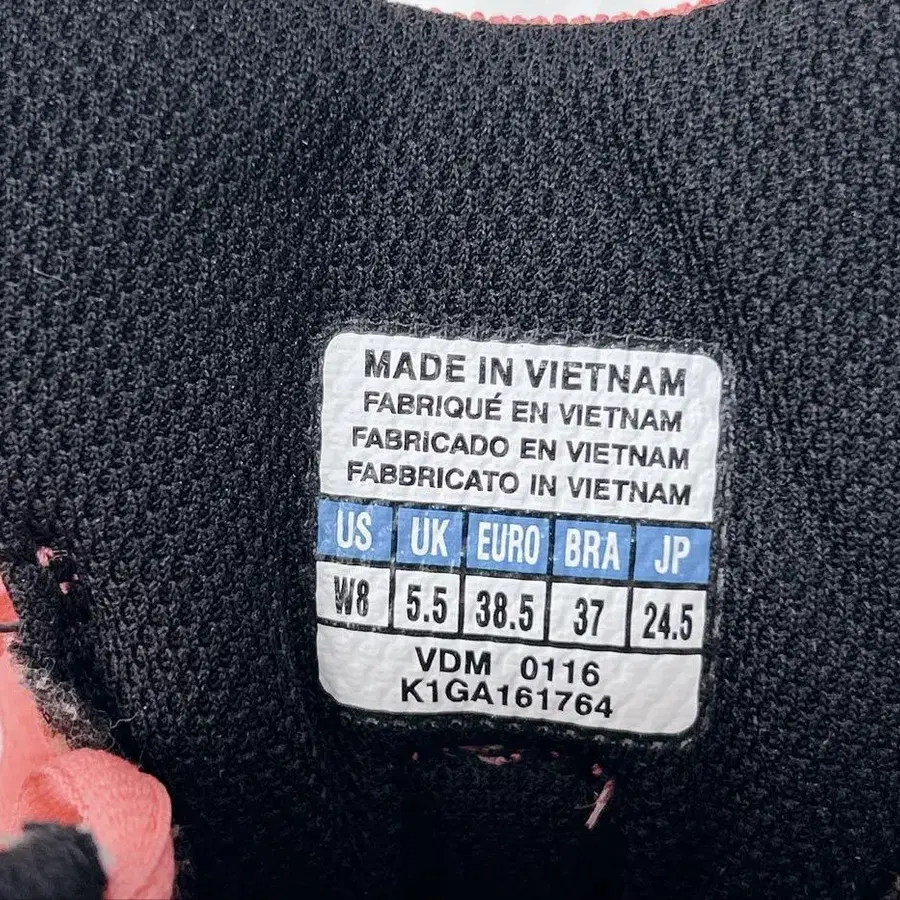 MADE IN VIETNAM
FABRIQUÉ EN VIETNAM
FABRICADO EN VIETNAM
FABBRICATO IN VIETNAM
US UK EURO BRA JP
W8 5.5 38.5 37 24.5
VDM 0116
K1GA161764